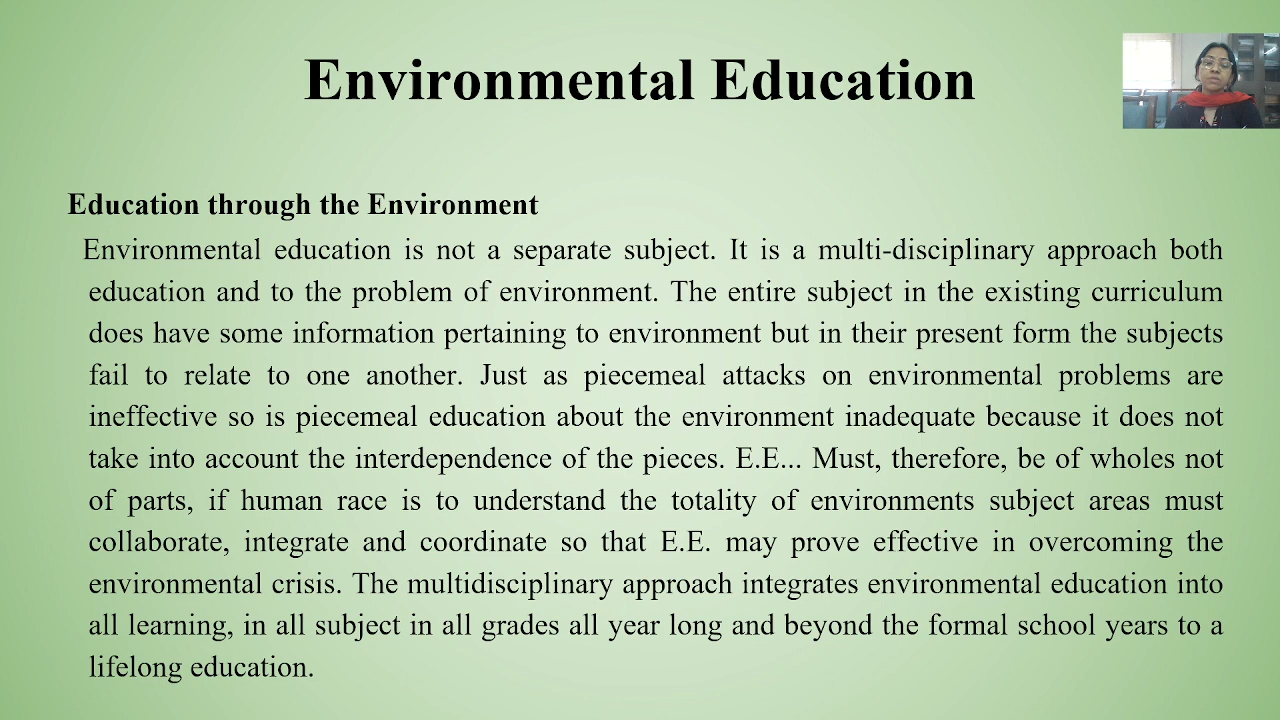 Environmental Education
Education through the Environment
Environmental education is not a separate subject. It is a multi-disciplinary approach both
education and to the problem of environment. The entire subject in the existing curriculum
does have some information pertaining to environment but in their present form the subjects
fail to relate to one another. Just as piecemeal attacks on environmental problems are
ineffective so is piecemeal education about the environment inadequate because it does not
take into account the interdependence of the pieces. E.E... Must, therefore, be of wholes not
of parts, if human race is to understand the totality of environments subject areas must
collaborate, integrate and coordinate so that E.E. may prove effective in overcoming the
environmental crisis. The multidisciplinary approach integrates environmental education into
all learning, in all subject in all grades all year long and beyond the formal school years to a
lifelong education.